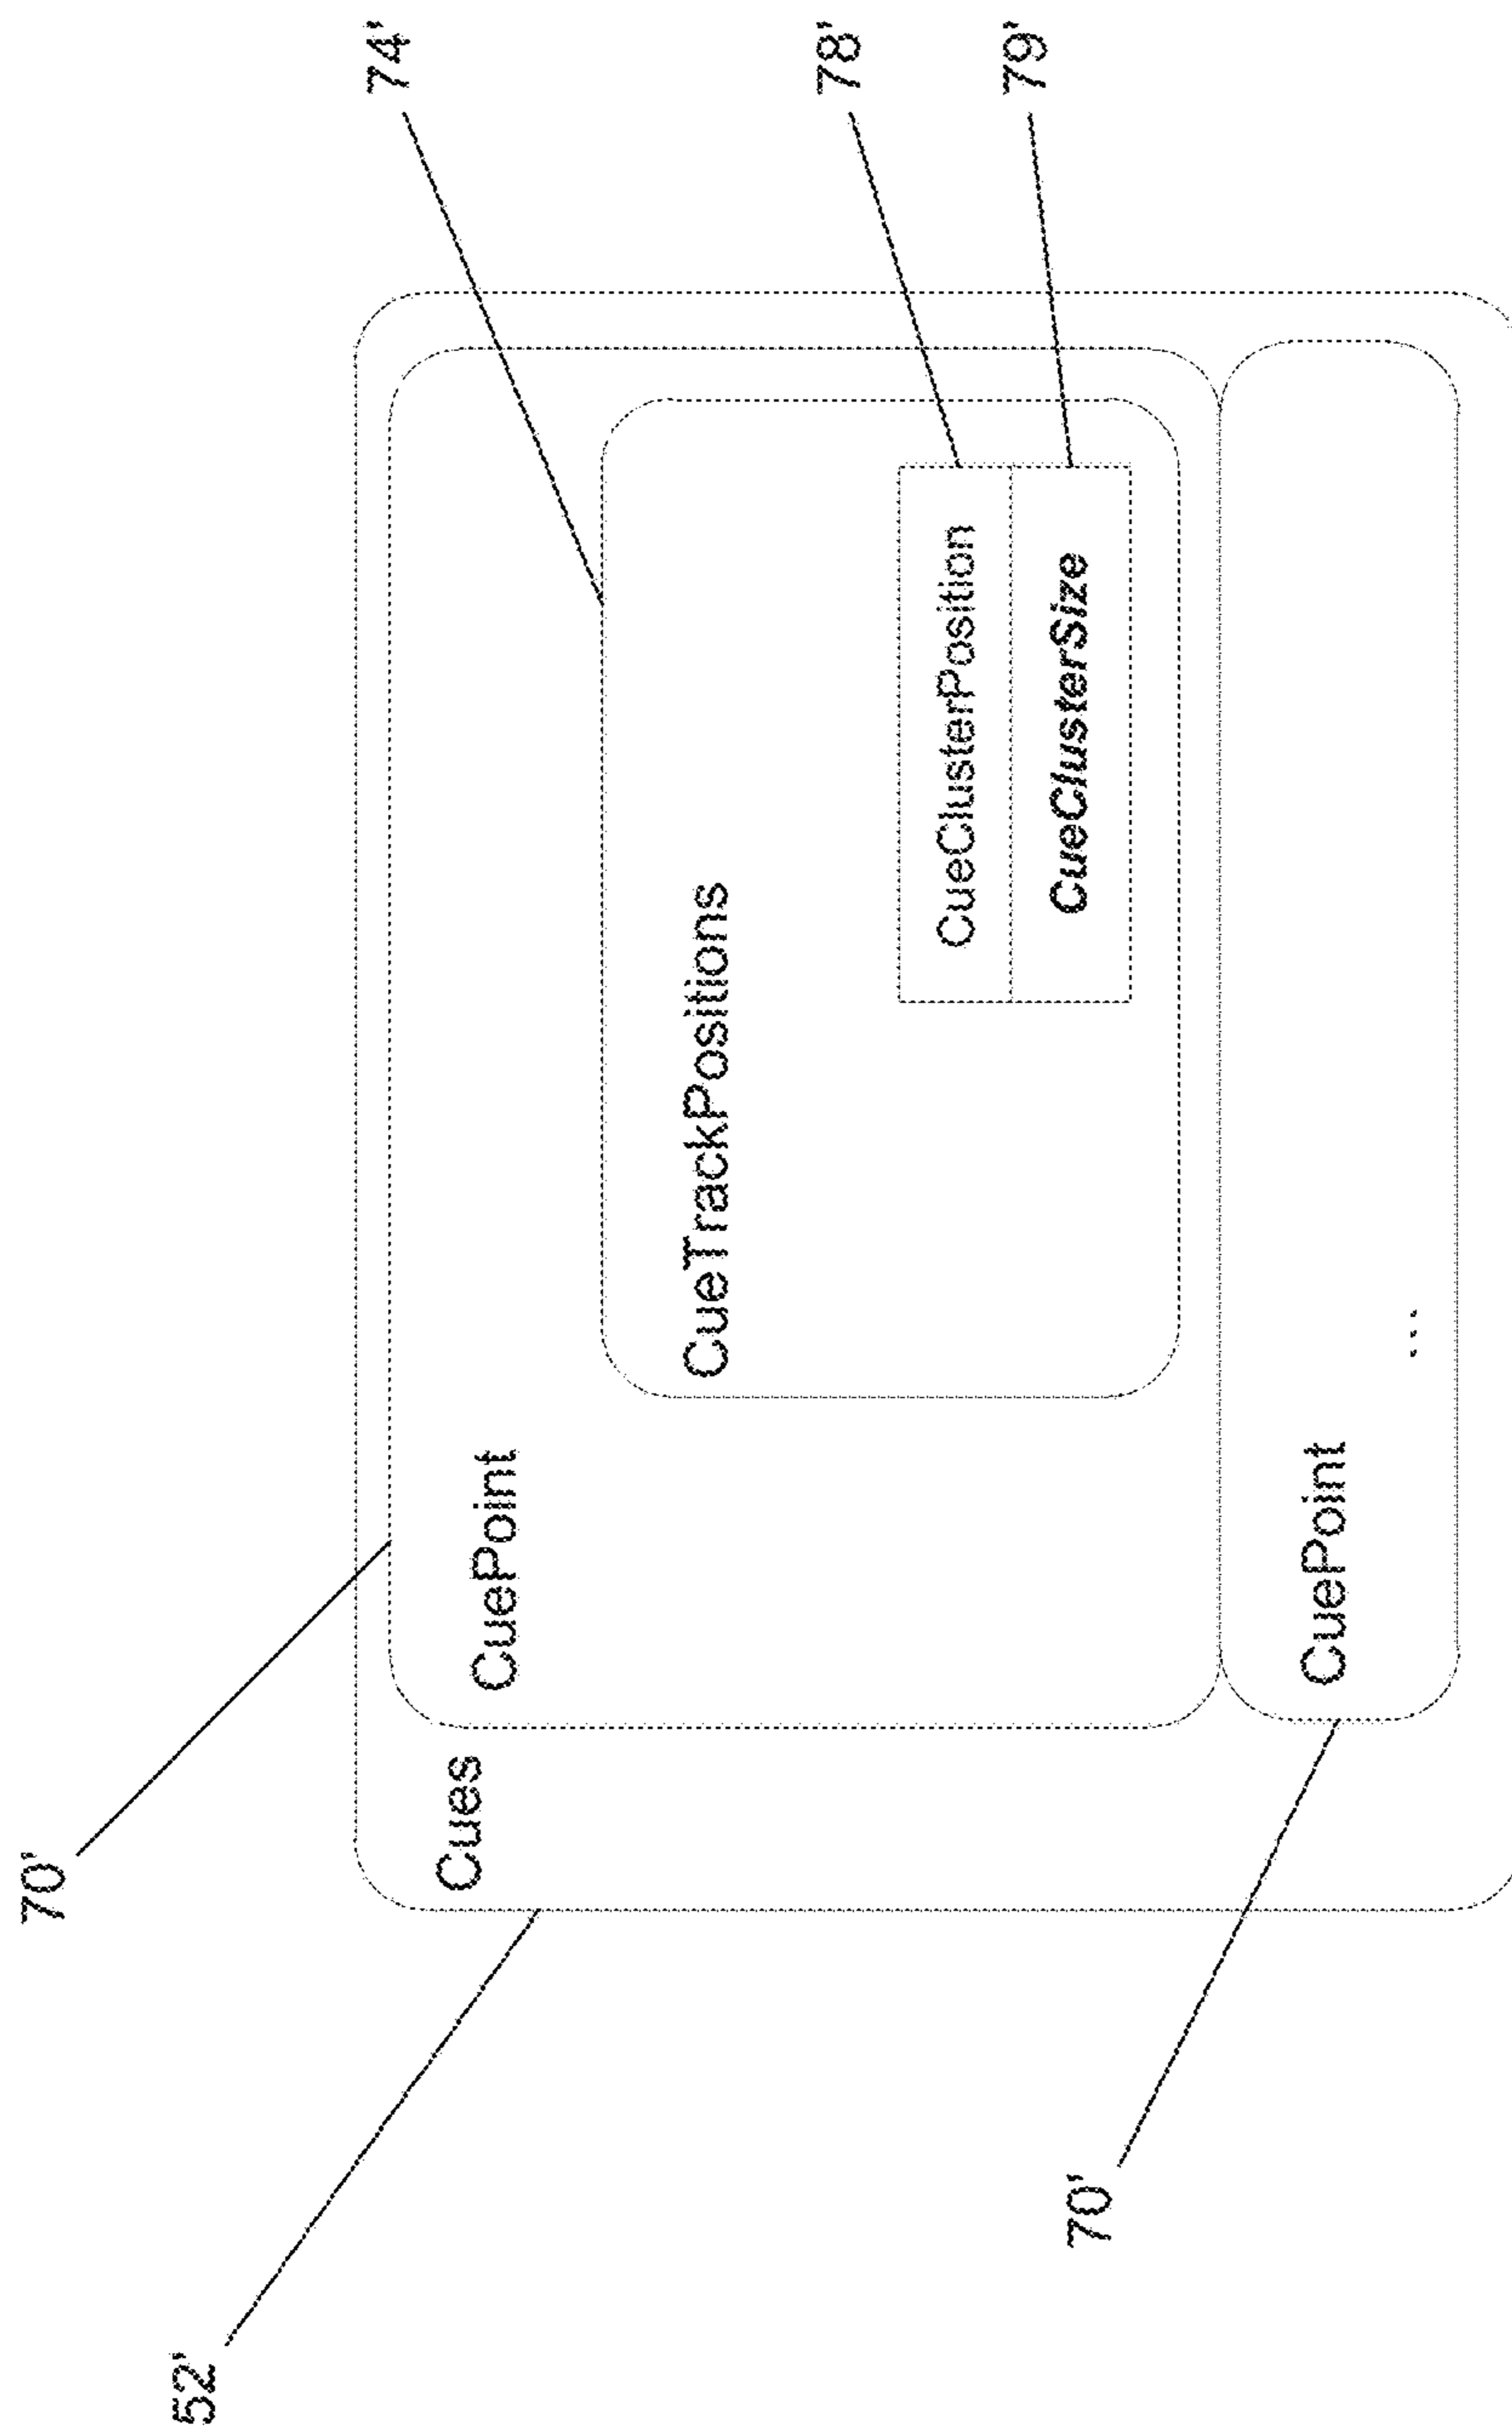 70'
52'
74'
Cues
CuePoint
CueTrackPositions
78'
CueClusterPosition
79'
CueClusterSize
70'
CuePoint
...